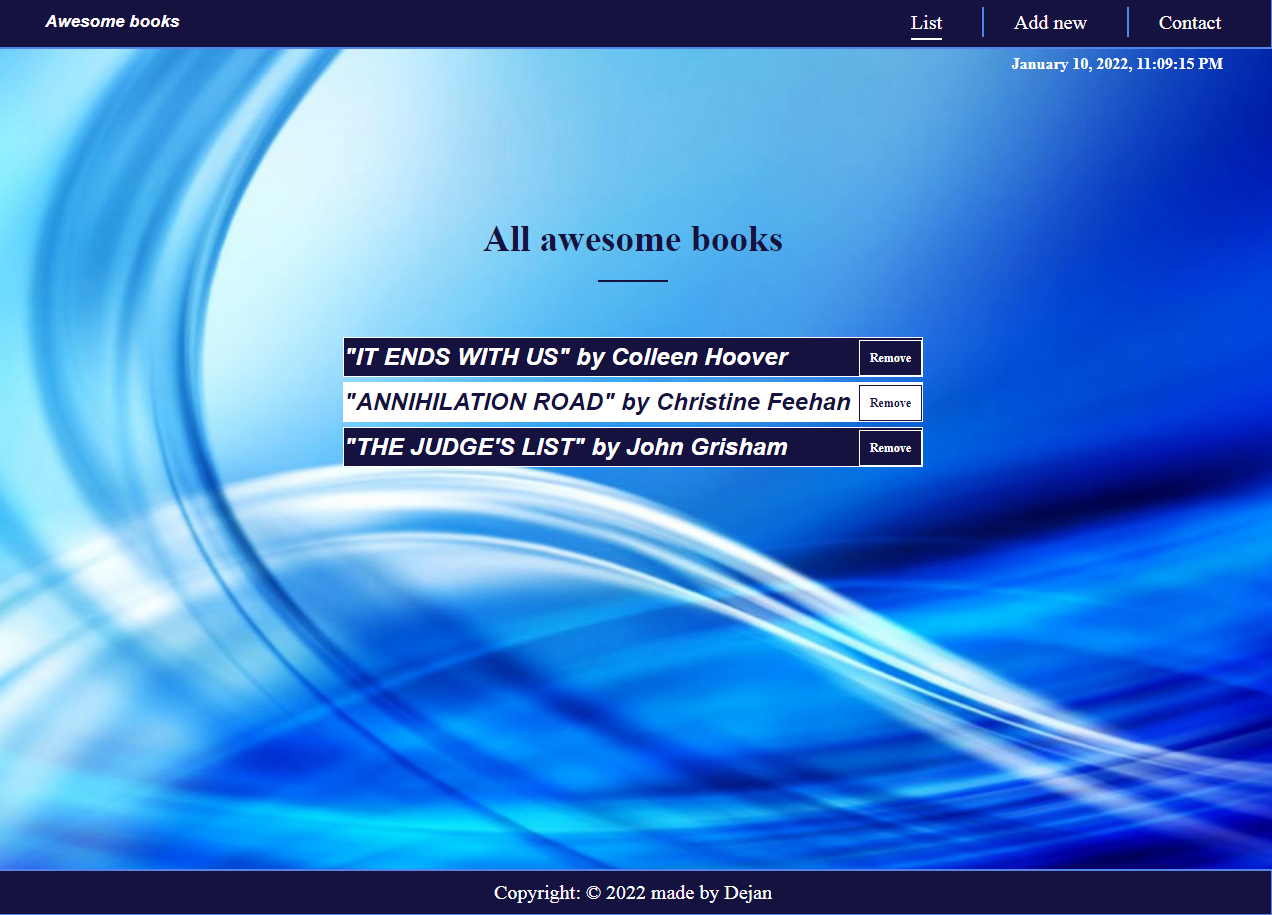 Awesome books
List
Add new
Contact
January 10, 2022, 11:09:15 PM
All awesome books
"IT ENDS WITH US" by Colleen Hoover
Remove
"ANNIHILATION ROAD" by Christine Feehan
Remove
"THE JUDGE'S LIST" by John Grisham
Remove
Copyright: © 2022 made by Dejan